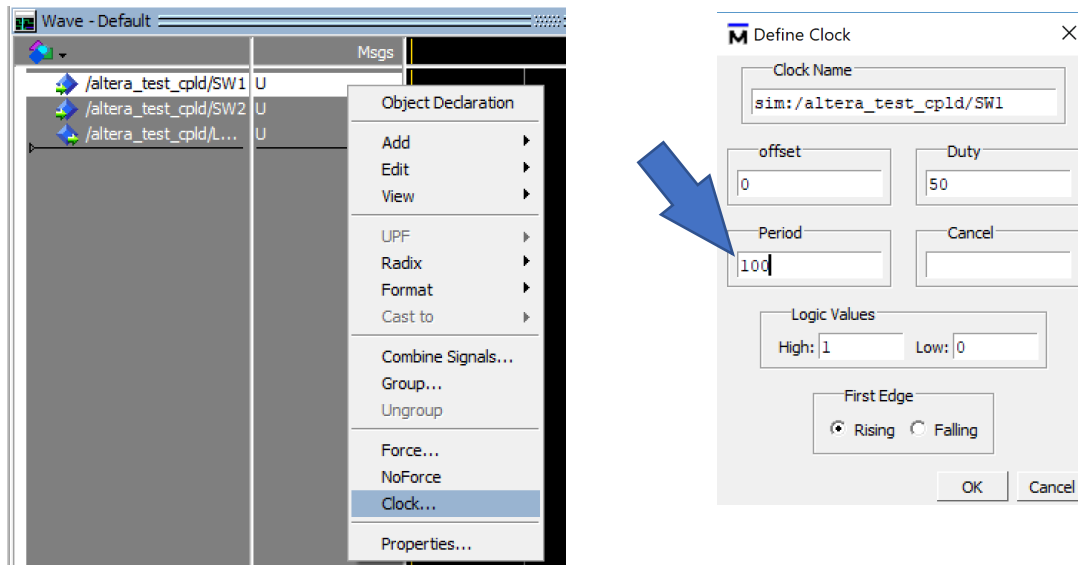 Wave - Default
Msgs
/altera_test_cpld/SW1 U
/altera_test_cpld/SW2 U
/altera_test_cpld/L... U
Object Declaration
Add
Edit
View
UPF
Radix
Format
Cast to
Combine Signals...
Group...
Ungroup
Force...
NoForce
Clock...
Properties...
M Define Clock
Clock Name
sim:/altera_test_cpld/SW1
offset Duty
0 50
Period Cancel
100
Logic Values
High: 1 Low: 0
First Edge
Rising Falling
OK Cancel